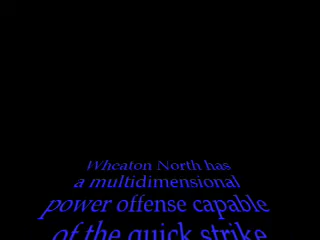 Wheaton North has
a multidimensional
power offense capable
of the quick strike